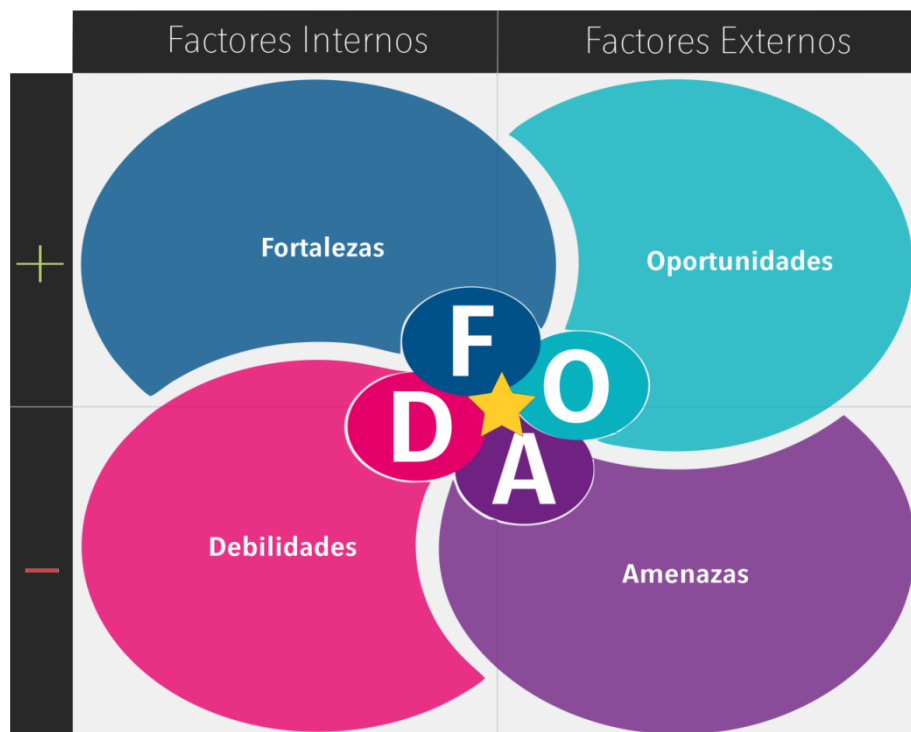 Factores Internos
Factores Externos
+
Fortalezas
Oportunidades
F
O
D
A
–
Debilidades
Amenazas